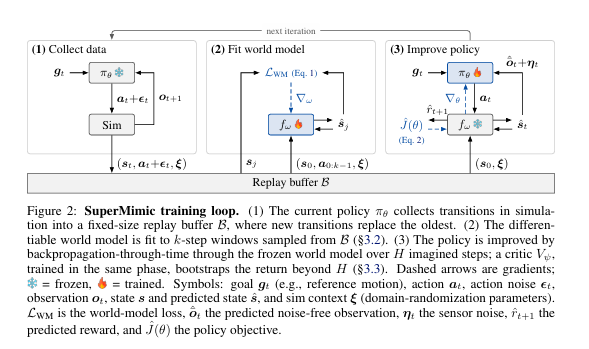 next iteration
(1) Collect data
(2) Fit world model
(3) Improve policy
g_t
π_θ
a_t+ϵ_t
o_{t+1}
Sim
(s_t, a_t+ϵ_t, ξ)
L_WM (Eq. 1)
∇_ω
f_ω
ŝ_j
s_j
(s_0, a_{0:k−1}, ξ)
ô_t+η_t
g_t
π_θ
∇_θ
a_t
r̂_{t+1}
Ĵ(θ)
(Eq. 2)
f_ω
ŝ_t
(s_0, ξ)
Replay buffer B
Figure 2: SuperMimic training loop. (1) The current policy π_θ collects transitions in simula-
tion into a fixed-size replay buffer B, where new transitions replace the oldest. (2) The differen-
tiable world model is fit to k-step windows sampled from B (§3.2). (3) The policy is improved by
backpropagation-through-time through the frozen world model over H imagined steps; a critic V_ψ,
trained in the same phase, bootstraps the return beyond H (§3.3). Dashed arrows are gradients;
❄ = frozen, 🔥 = trained. Symbols: goal g_t (e.g., reference motion), action a_t, action noise ϵ_t,
observation o_t, state s and predicted state ŝ, and sim context ξ (domain-randomization parameters).
L_WM is the world-model loss, ô_t the predicted noise-free observation, η_t the sensor noise, r̂_{t+1}
the predicted reward, and Ĵ(θ) the policy objective.